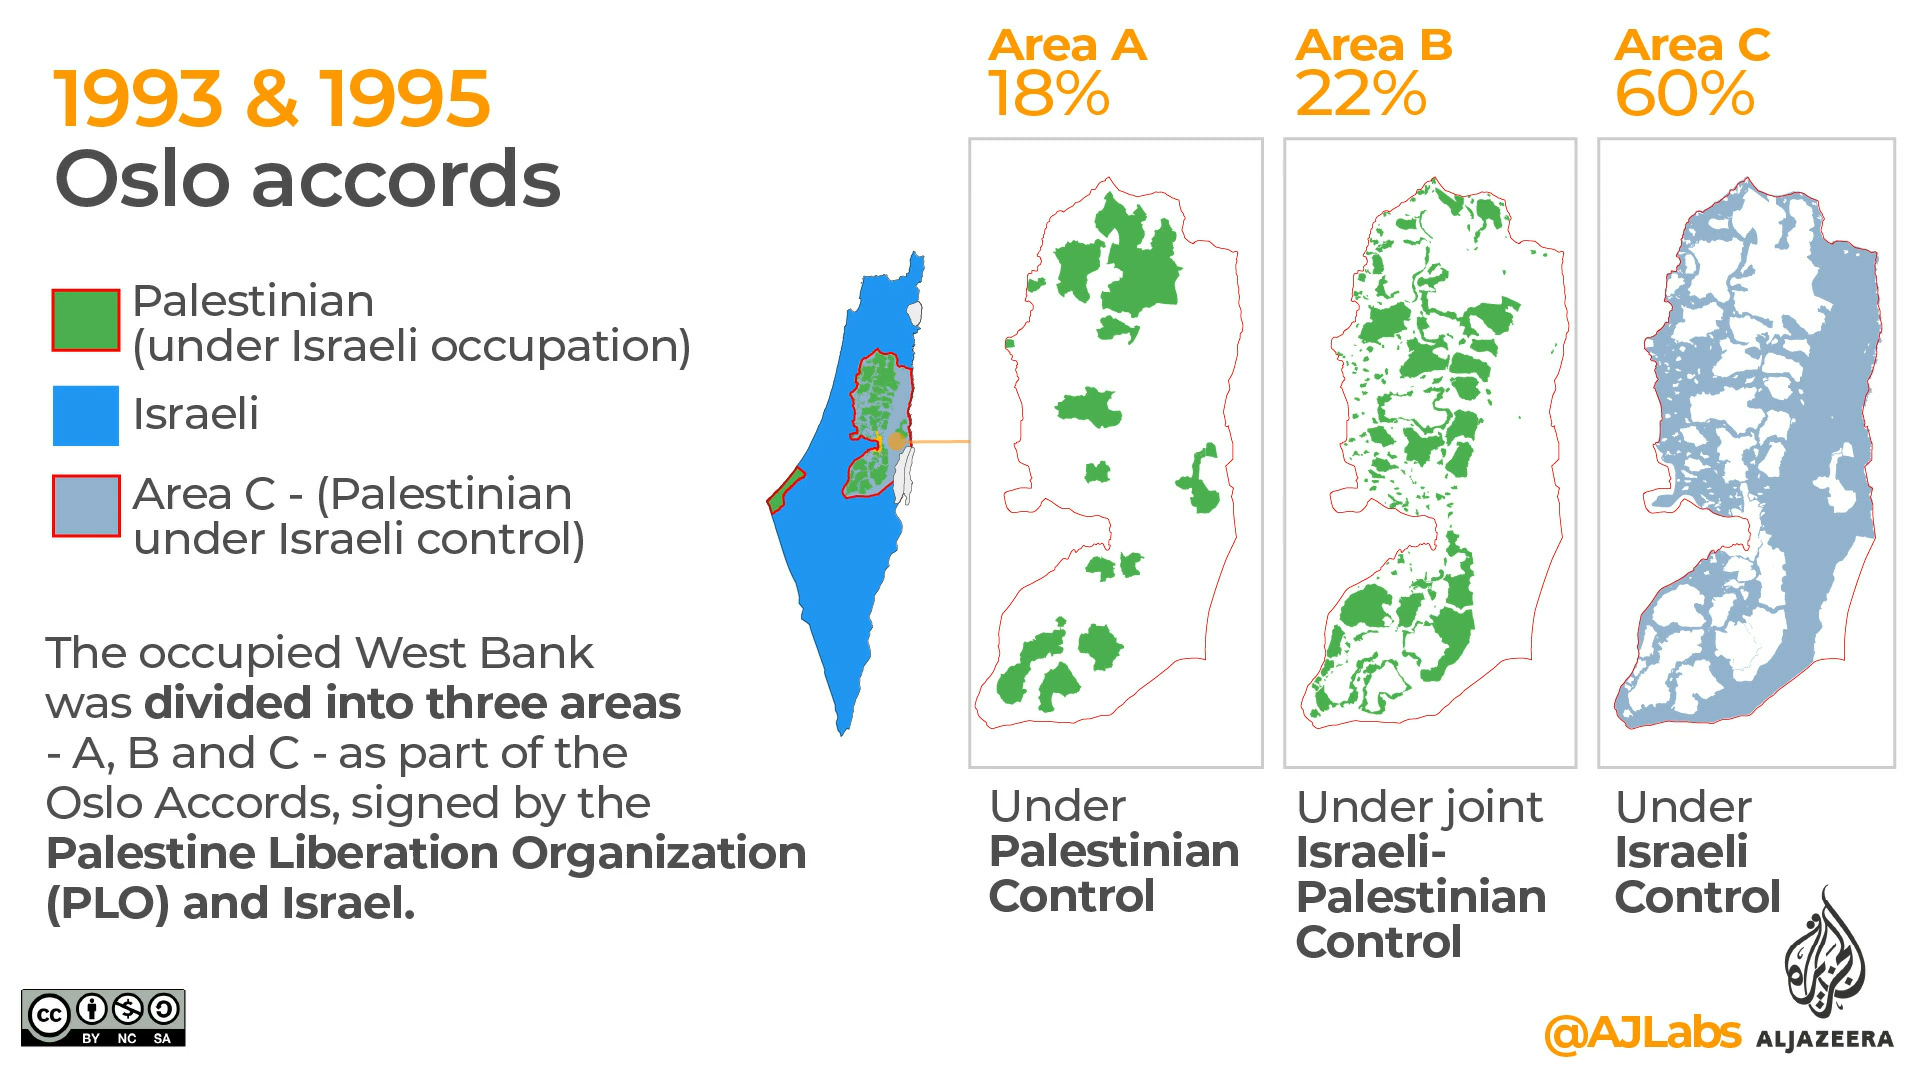 1993 & 1995
Oslo accords
Palestinian
(under Israeli occupation)
Israeli
Area C - (Palestinian
under Israeli control)
The occupied West Bank
was divided into three areas
- A, B and C - as part of the
Oslo Accords, signed by the
Palestine Liberation Organization
(PLO) and Israel.
Area A
18%
Under
Palestinian
Control
Area B
22%
Under joint
Israeli-
Palestinian
Control
Area C
60%
Under
Israeli
Control
cc
BY NC SA
@AJLabs
الجزيرة
ALJAZEERA